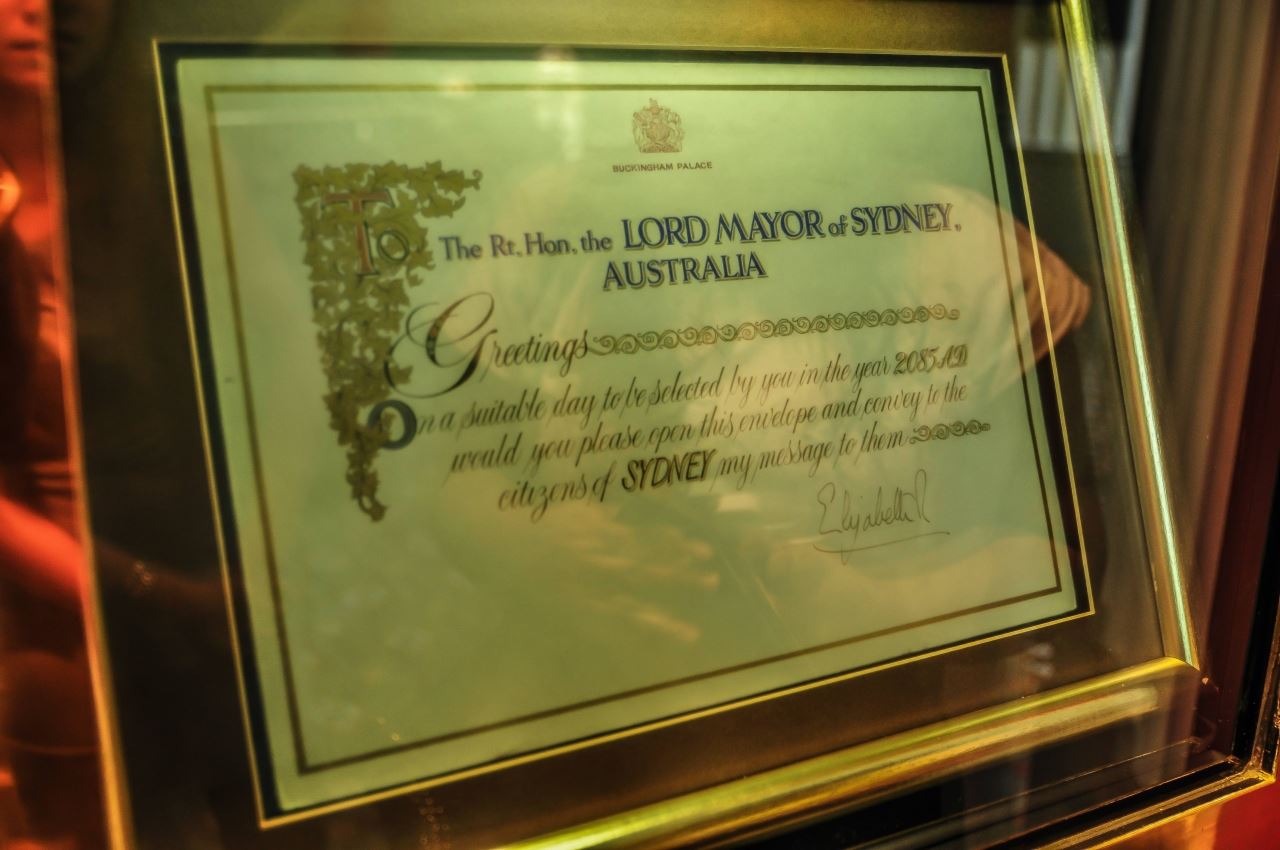 BUCKINGHAM PALACE
To The Rt. Hon. the LORD MAYOR of SYDNEY,
AUSTRALIA
Greetings
On a suitable day to be selected by you in the year 2085 AD
would you please open this envelope and convey to the
citizens of SYDNEY my message to them
Elizabeth R